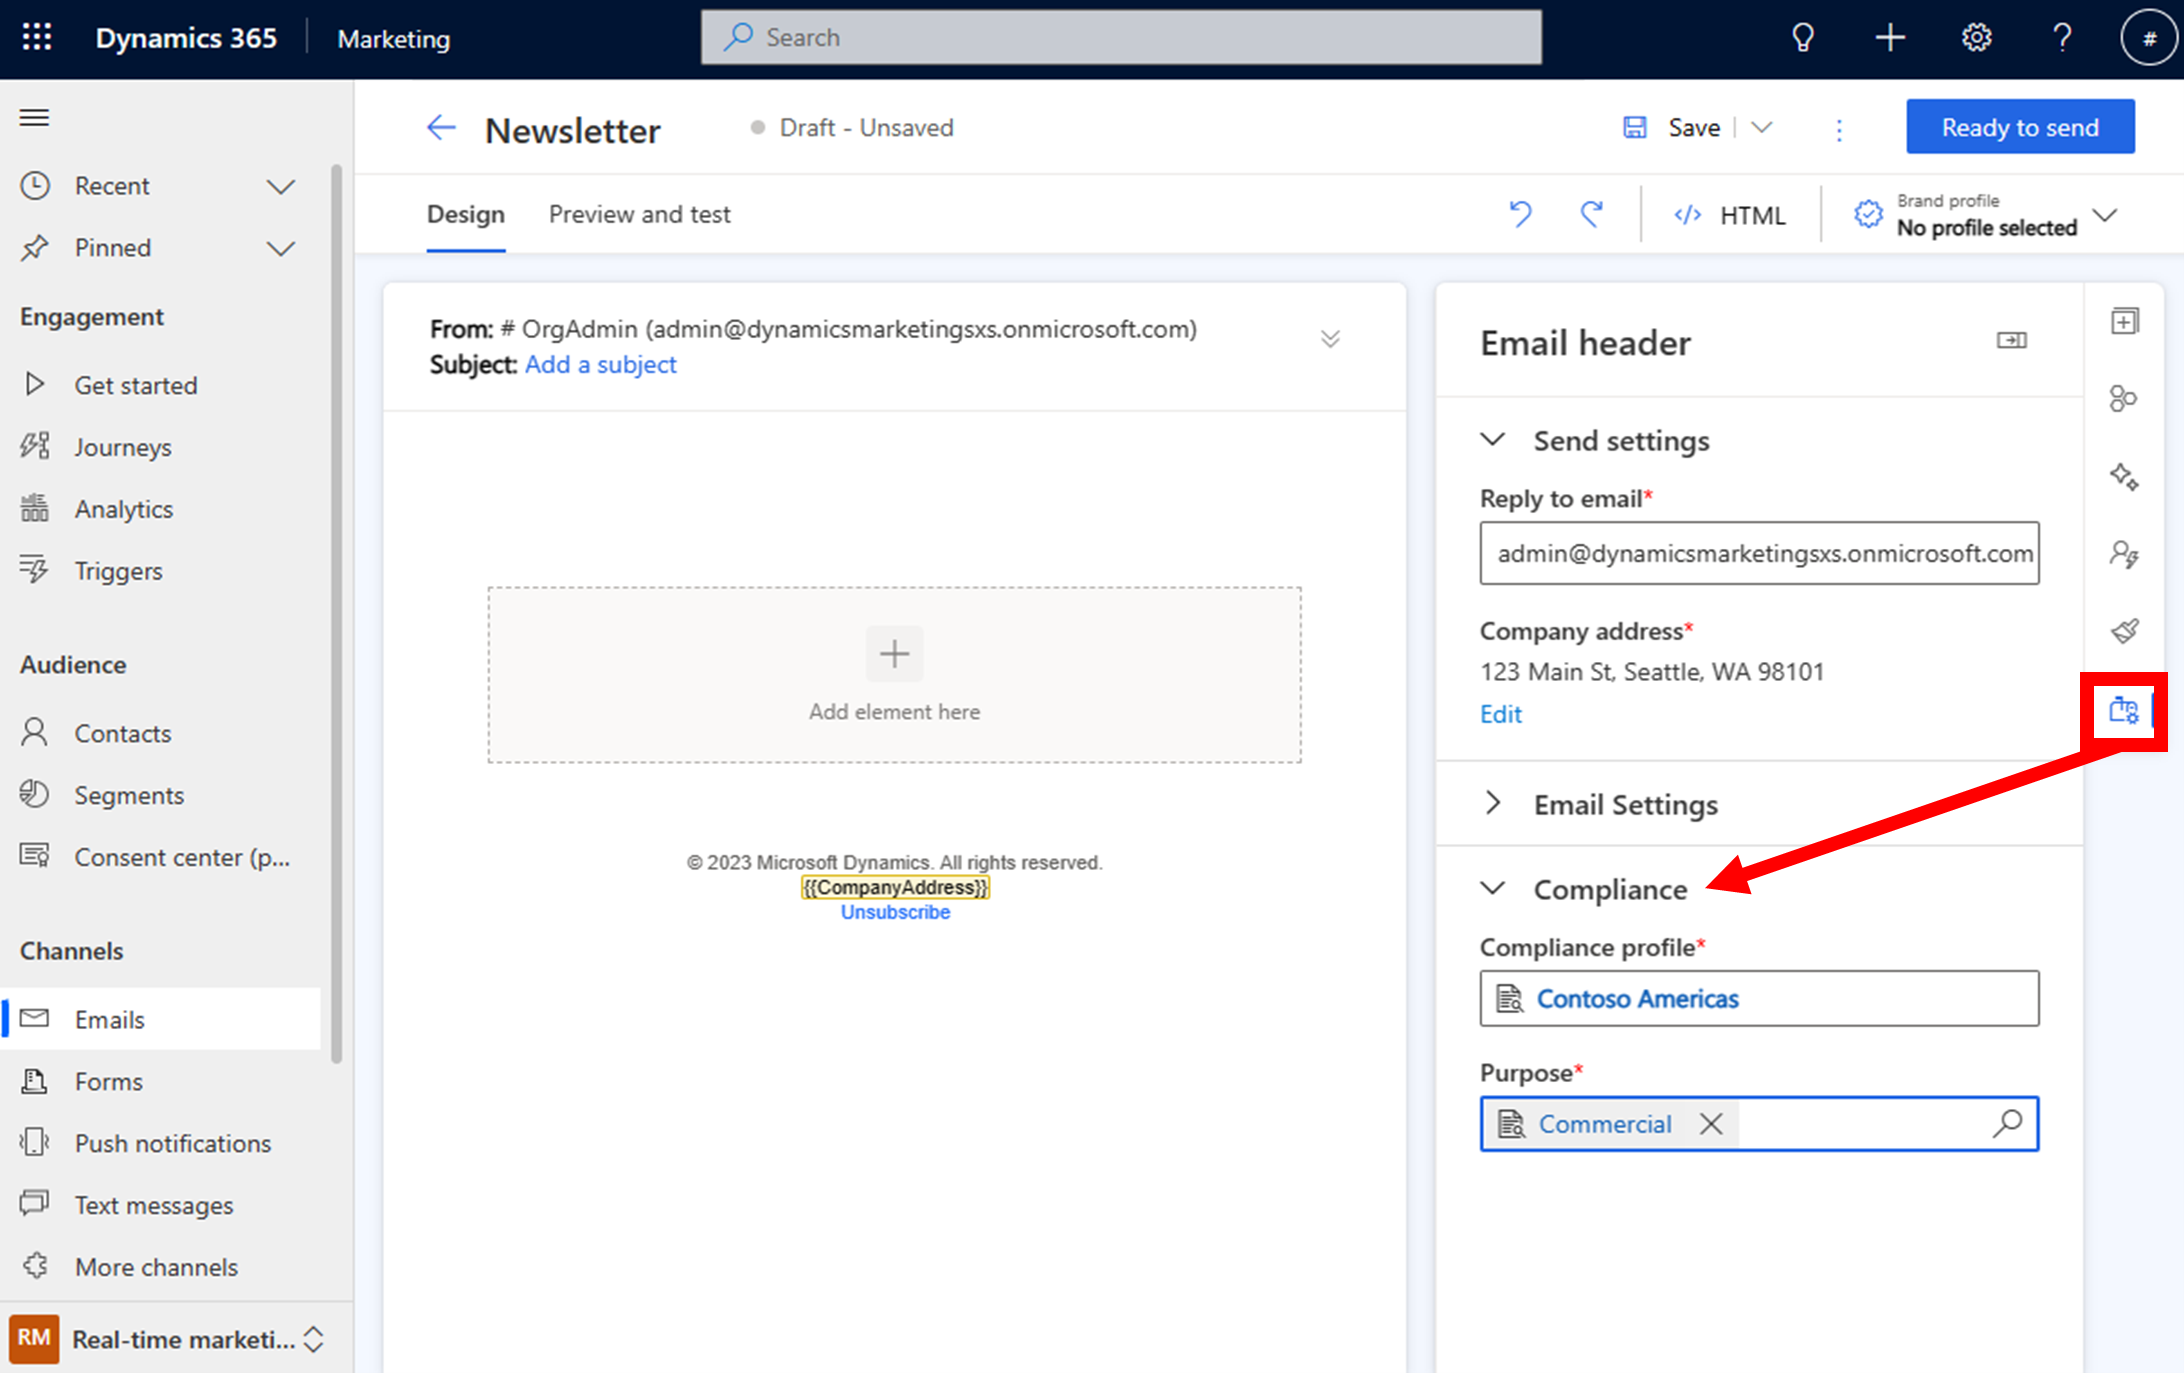 Dynamics 365
Marketing
Search
?
#
Newsletter
Draft - Unsaved
Save
Ready to send
Recent
Pinned
Engagement
Get started
Journeys
Analytics
Triggers
Audience
Contacts
Segments
Consent center (p...
Channels
Emails
Forms
Push notifications
Text messages
More channels
RM
Real-time marketi...
Design
Preview and test
</> HTML
Brand profile
No profile selected
From: # OrgAdmin (admin@dynamicsmarketingsxs.onmicrosoft.com)
Subject: Add a subject
Add element here
© 2023 Microsoft Dynamics. All rights reserved.
{{CompanyAddress}}
Unsubscribe
Email header
Send settings
Reply to email*
admin@dynamicsmarketingsxs.onmicrosoft.com
Company address*
123 Main St, Seattle, WA 98101
Edit
Email Settings
Compliance
Compliance profile*
Contoso Americas
Purpose*
Commercial